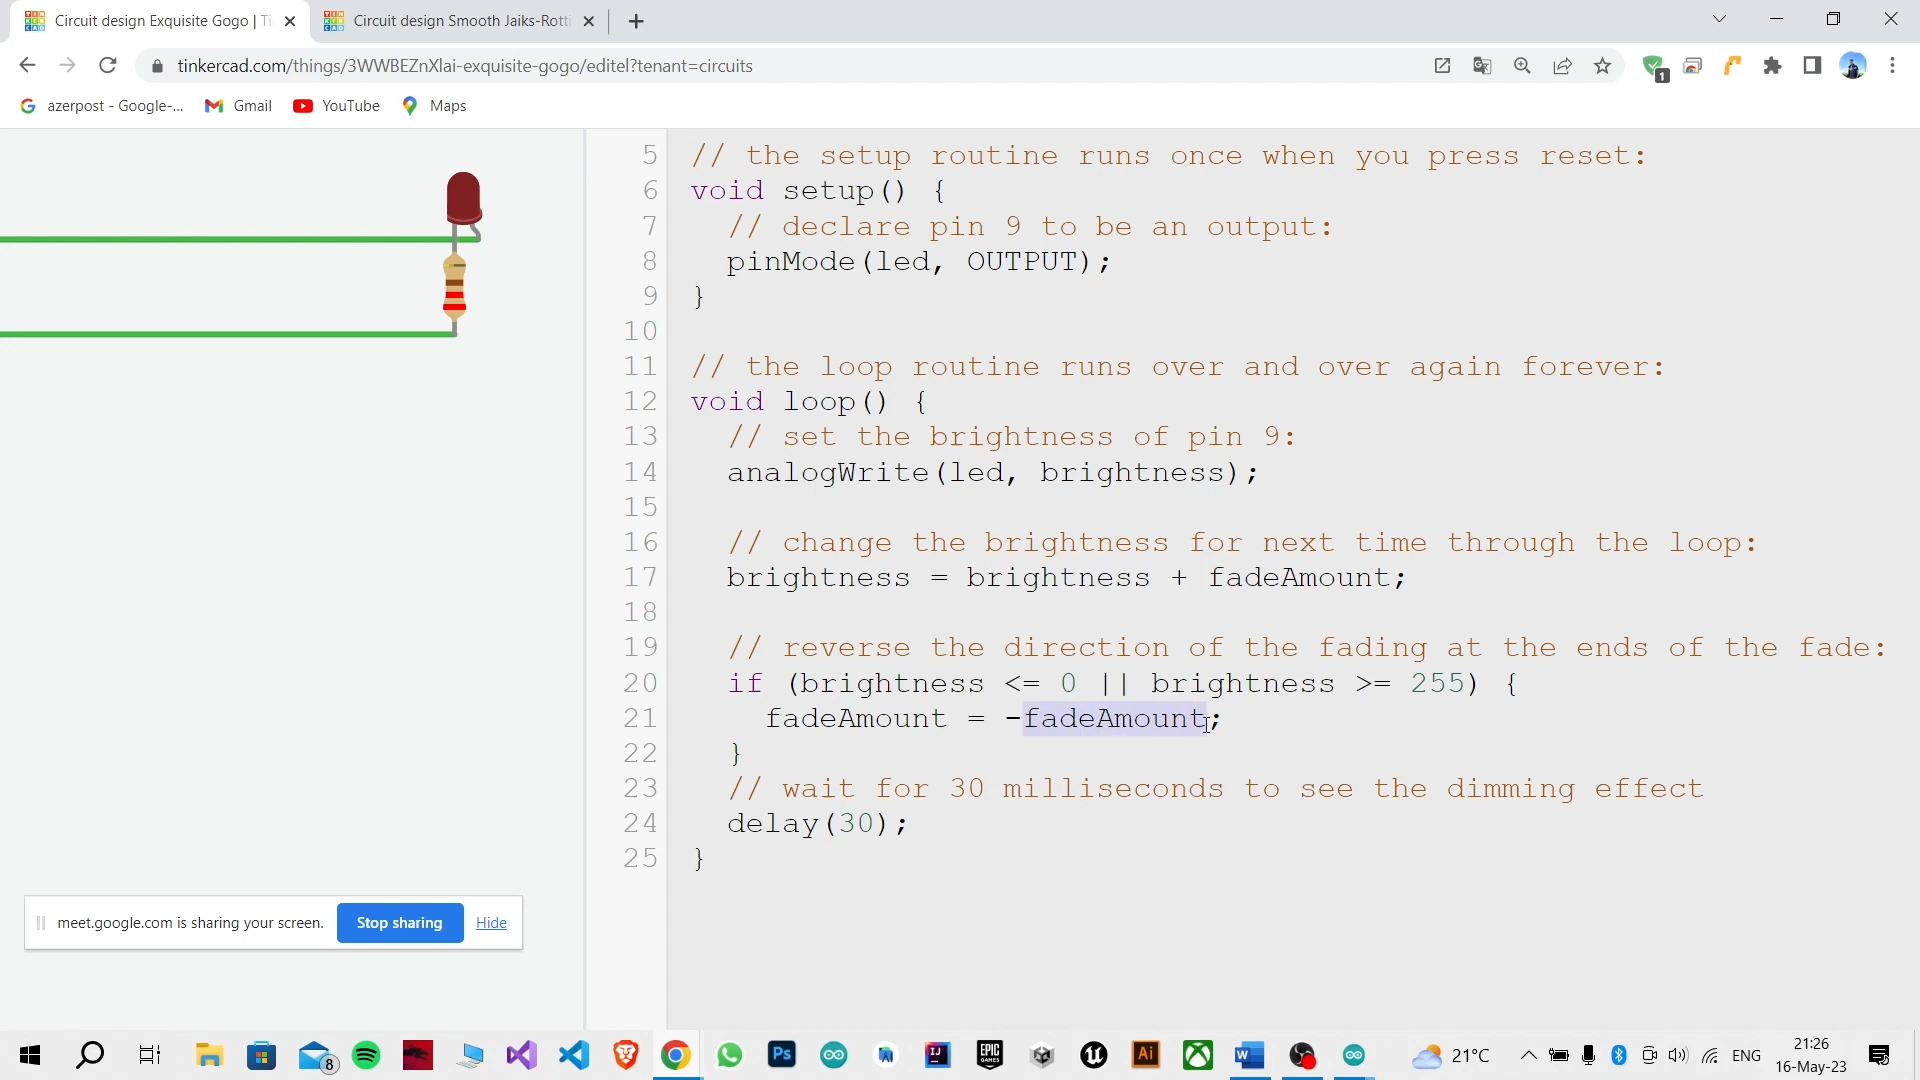 Circuit design Exquisite Gogo | Ti
Circuit design Smooth Jaiks-Rott
tinkercad.com/things/3WWBEZnXlai-exquisite-gogo/editel?tenant=circuits
1
azerpost - Google-...
Gmail
YouTube
Maps
5 // the setup routine runs once when you press reset:
6 void setup() {
7 // declare pin 9 to be an output:
8 pinMode(led, OUTPUT);
9 }
10
11 // the loop routine runs over and over again forever:
12 void loop() {
13 // set the brightness of pin 9:
14 analogWrite(led, brightness);
15
16 // change the brightness for next time through the loop:
17 brightness = brightness + fadeAmount;
18
19 // reverse the direction of the fading at the ends of the fade:
20 if (brightness <= 0 || brightness >= 255) {
21 fadeAmount = -fadeAmount;
22 }
23 // wait for 30 milliseconds to see the dimming effect
24 delay(30);
25 }
meet.google.com is sharing your screen.
Stop sharing
Hide
8
Ps
IJ
EPIC GAMES
Ai
W
21°C
ENG
21:26
16-May-23